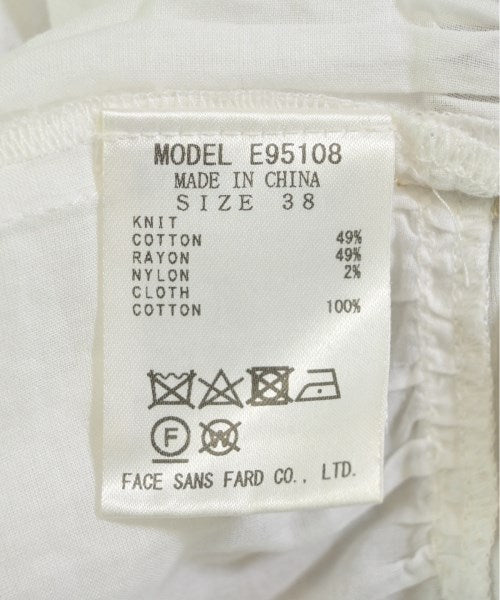 MODEL E95108
MADE IN CHINA
SIZE 38
KNIT
COTTON 49%
RAYON 49%
NYLON 2%
CLOTH
COTTON 100%
F W
FACE SANS FARD CO., LTD.